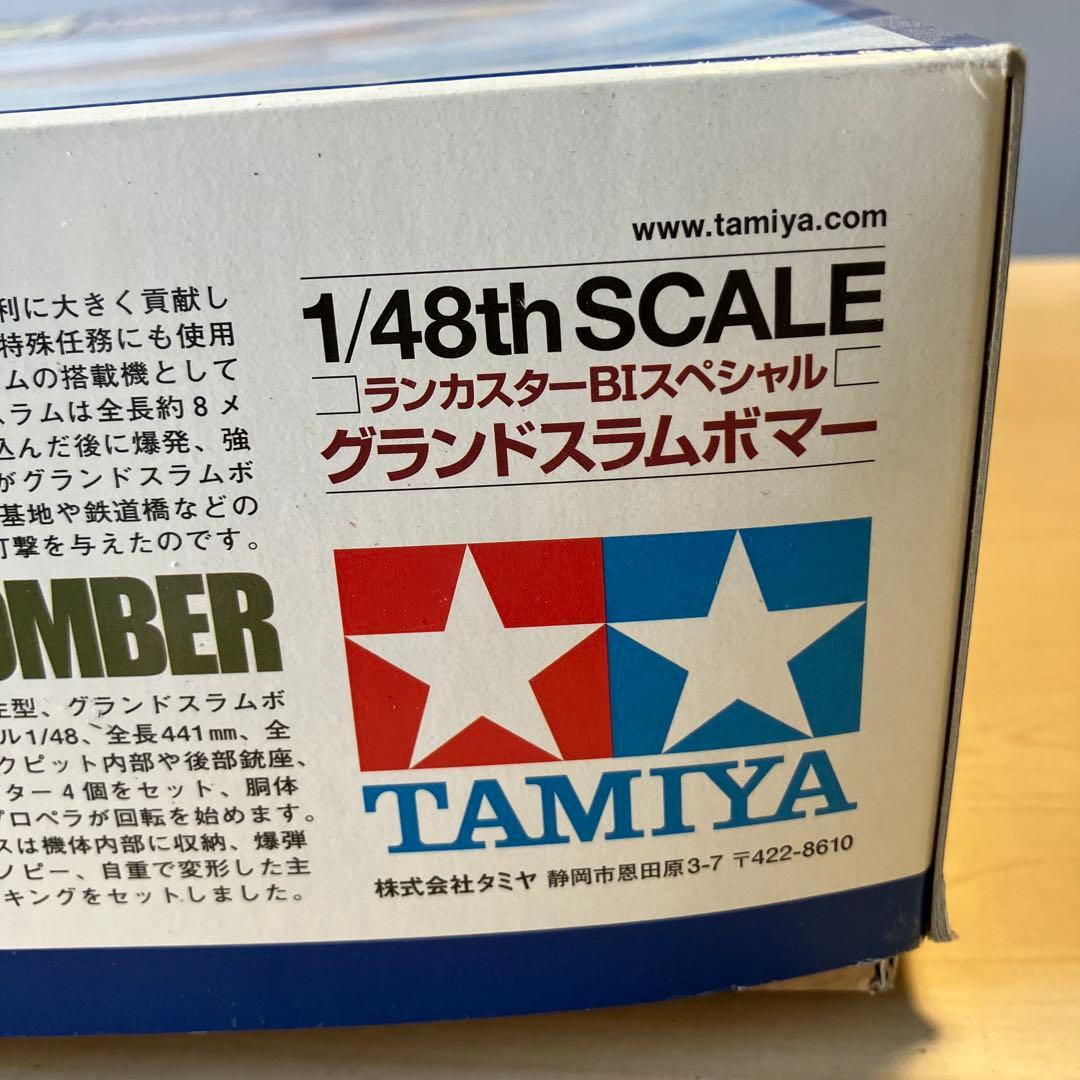 www.tamiya.com
1/48th SCALE
ランカスターBIスペシャル
グランドスラムボマー
利に大きく貢献し
特殊任務にも使用
ムの搭載機として
スラムは全長約8メ
込んだ後に爆発、強
がグランドスラムボ
基地や鉄道橋などの
打撃を与えたのです。
OMBER
型、グランドスラムボ
ル1/48、全長441mm、全
クピット内部や後部銃座、
ター4個をセット、胴体
プロペラが回転を始めます。
スは機体内部に収納、爆弾
ノピー、自重で変形した主
キングをセットしました。
TAMIYA
株式会社タミヤ 静岡市恩田原3-7 〒422-8610